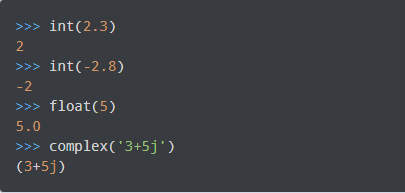 >>> int(2.3)
2
>>> int(-2.8)
-2
>>> float(5)
5.0
>>> complex('3+5j')
(3+5j)